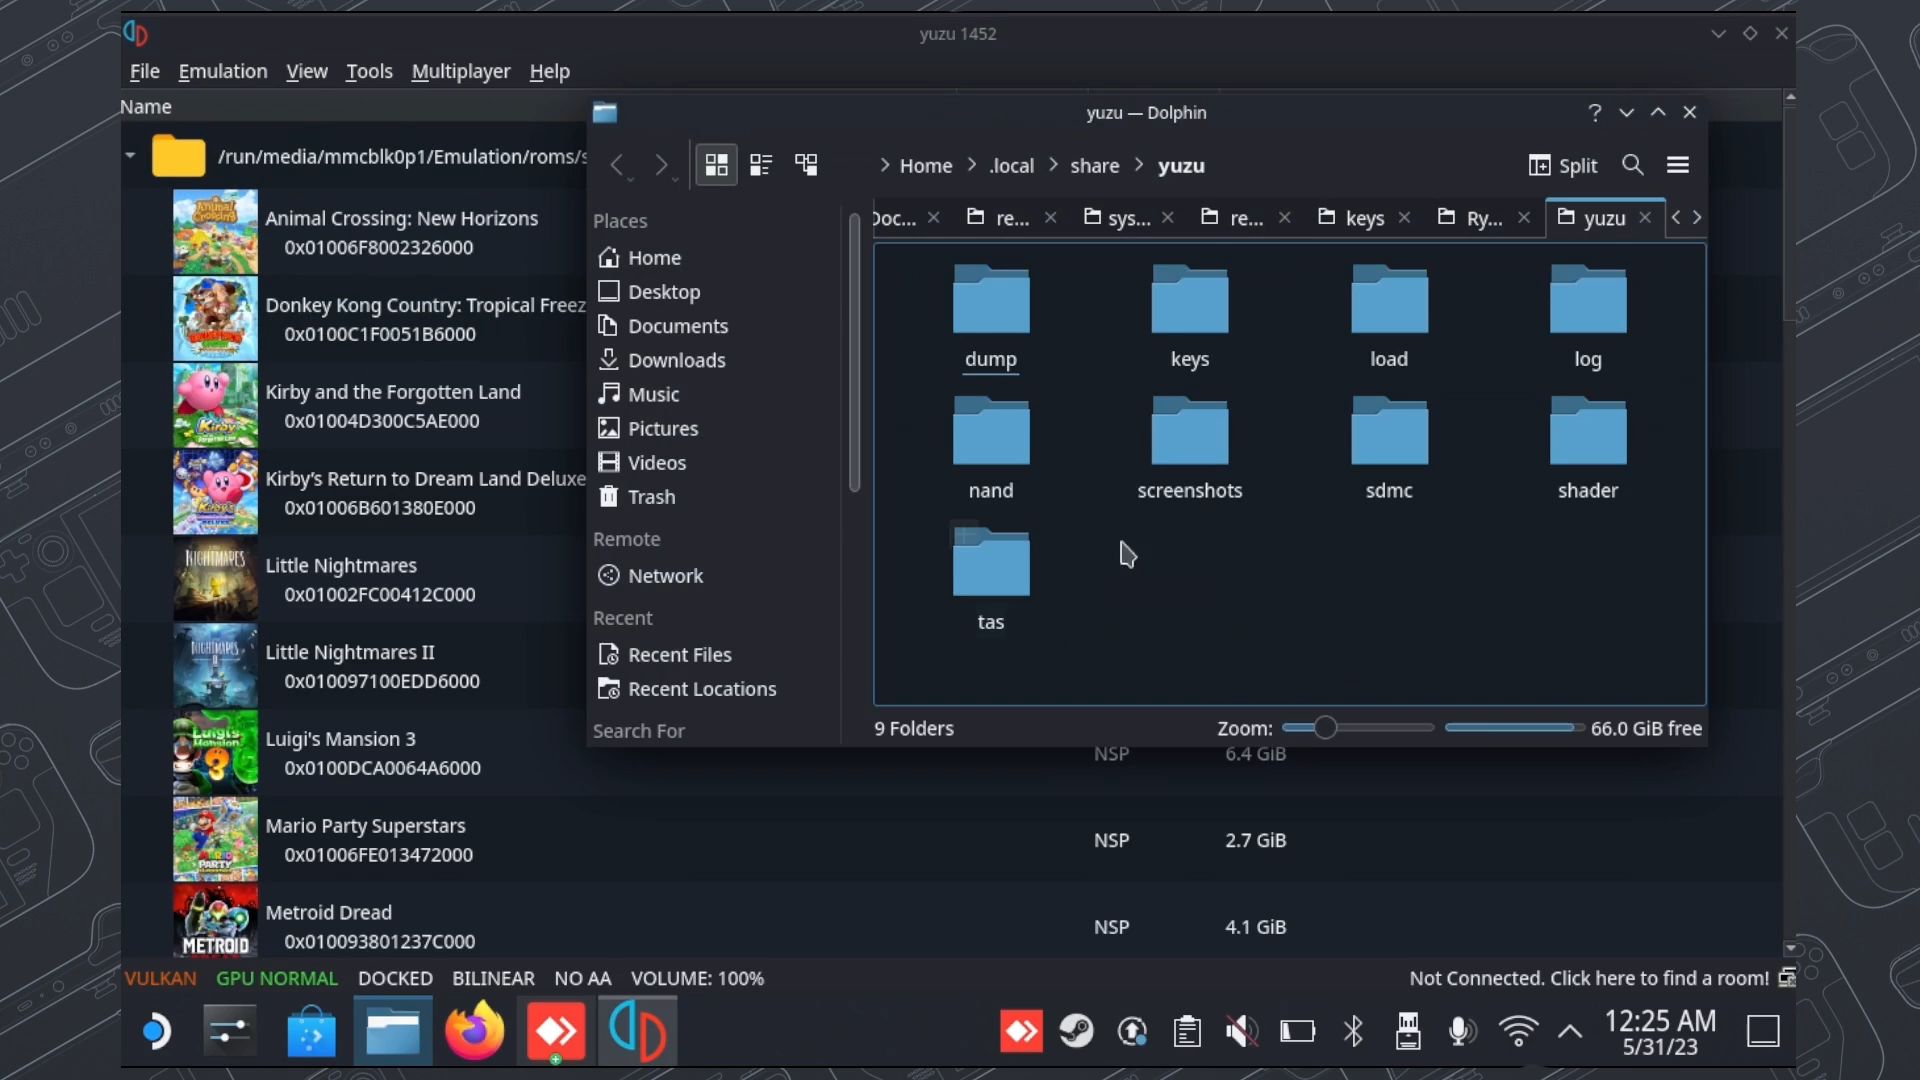 yuzu 1452
File Emulation View Tools Multiplayer Help
Name
/run/media/mmcblk0p1/Emulation/roms/s
Animal Crossing: New Horizons
0x01006F8002326000
Donkey Kong Country: Tropical Freez
0x0100C1F0051B6000
Kirby and the Forgotten Land
0x01004D300C5AE000
Kirby's Return to Dream Land Deluxe
0x01006B601380E000
Little Nightmares
0x01002FC00412C000
Little Nightmares II
0x010097100EDD6000
Luigi's Mansion 3
0x0100DCA0064A6000
NSP 6.4 GiB
Mario Party Superstars
0x01006FE013472000
NSP 2.7 GiB
Metroid Dread
0x010093801237C000
NSP 4.1 GiB
yuzu — Dolphin
Home .local share yuzu
Split
Doc... re... sys... re... keys Ry... yuzu
Places
Home
Desktop
Documents
Downloads
Music
Pictures
Videos
Trash
Remote
Network
Recent
Recent Files
Recent Locations
Search For
dump keys load log
nand screenshots sdmc shader
tas
9 Folders Zoom: 66.0 GiB free
VULKAN GPU NORMAL DOCKED BILINEAR NO AA VOLUME: 100% Not Connected. Click here to find a room!
12:25 AM
5/31/23